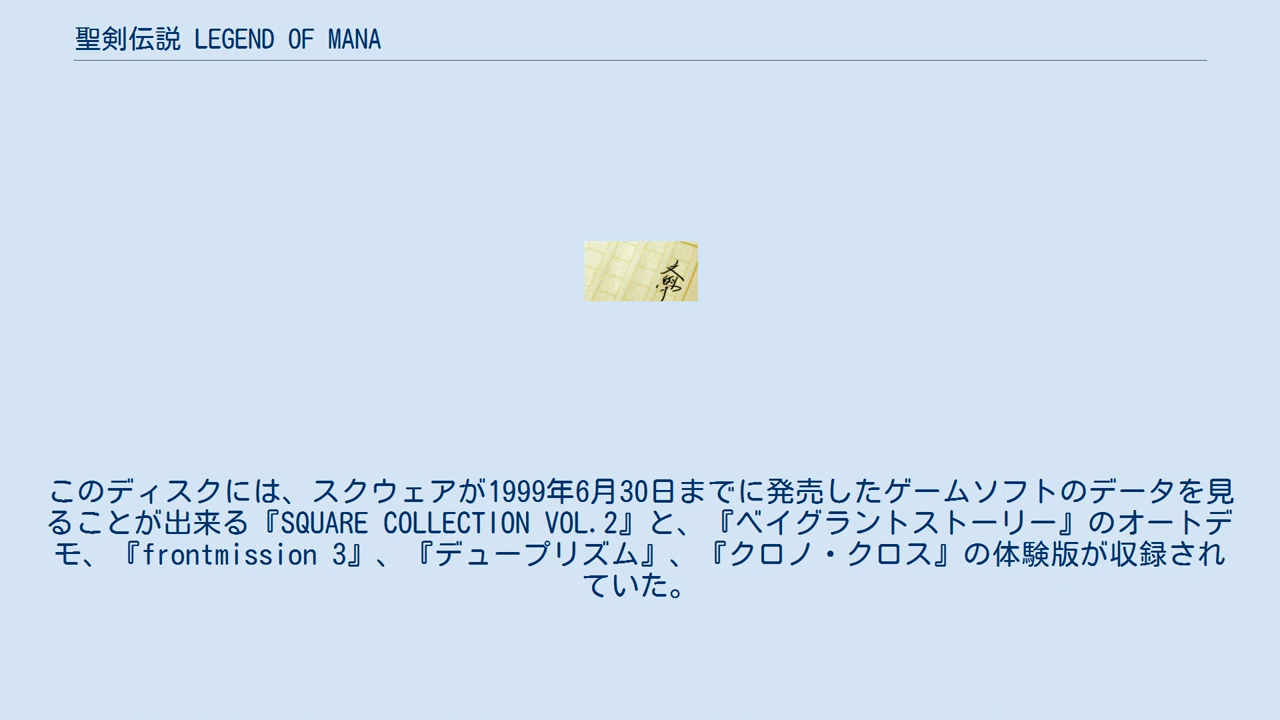 聖剣伝説 LEGEND OF MANA
このディスクには、スクウェアが1999年6月30日までに発売したゲームソフトのデータを見
ることが出来る『SQUARE COLLECTION VOL.2』と、『ベイグラントストーリー』のオートデ
モ、『frontmission 3』、『デュープリズム』、『クロノ・クロス』の体験版が収録され
ていた。